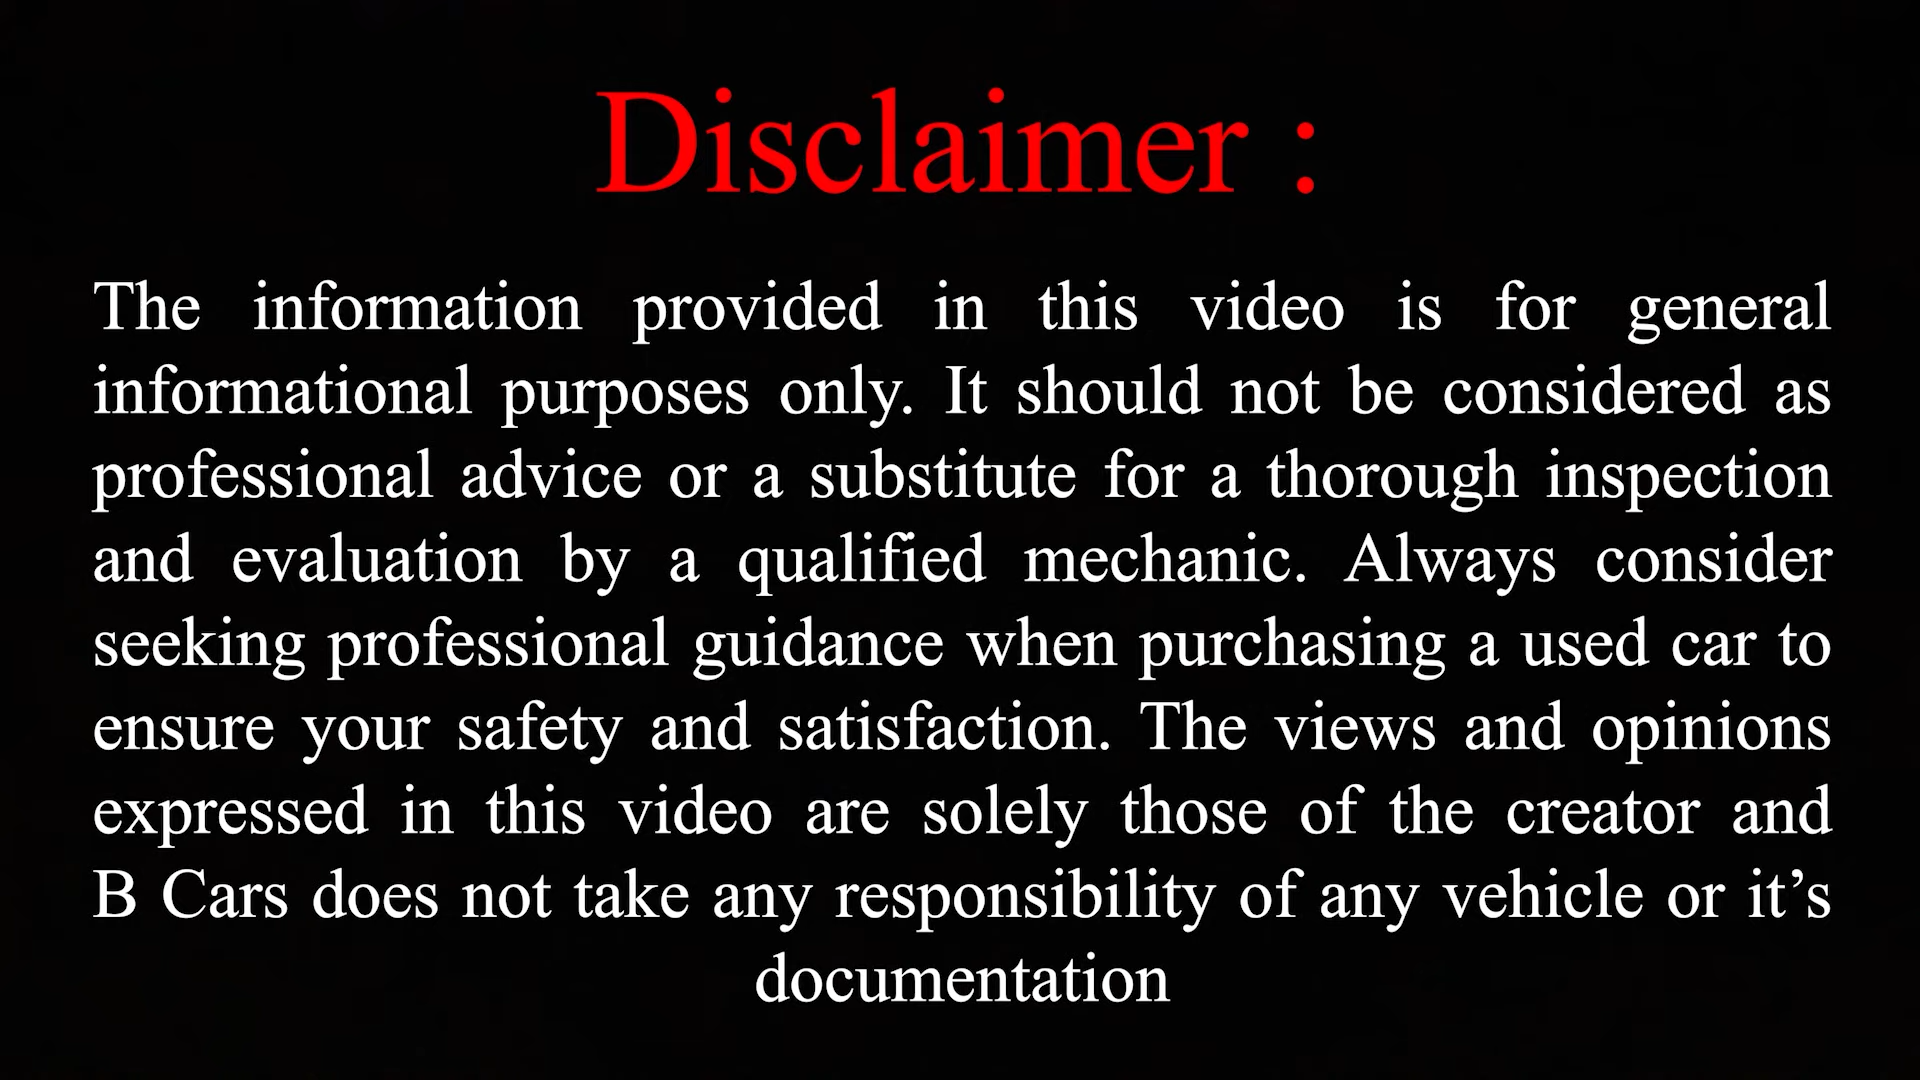 Disclaimer :
The information provided in this video is for general
informational purposes only. It should not be considered as
professional advice or a substitute for a thorough inspection
and evaluation by a qualified mechanic. Always consider
seeking professional guidance when purchasing a used car to
ensure your safety and satisfaction. The views and opinions
expressed in this video are solely those of the creator and
B Cars does not take any responsibility of any vehicle or it’s
documentation